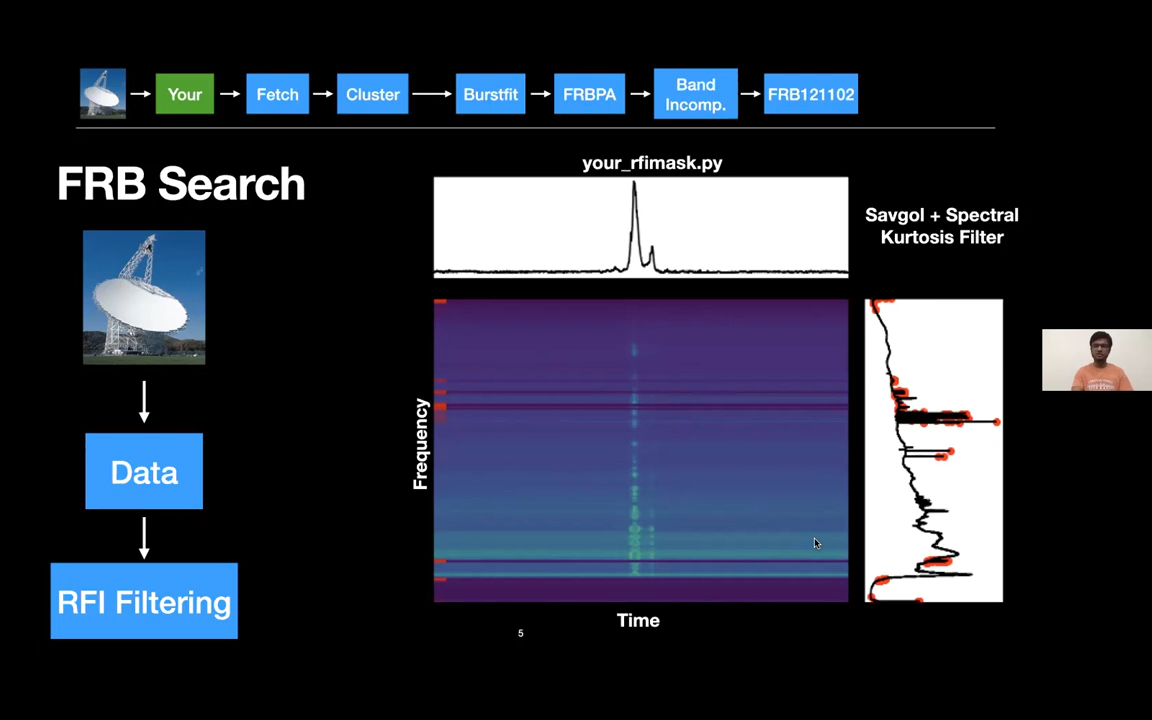 Your
Fetch
Cluster
Burstfit
FRBPA
Band
Incomp.
FRB121102
FRB Search
your_rfimask.py
Savgol + Spectral
Kurtosis Filter
Data
RFI Filtering
Frequency
Time
5